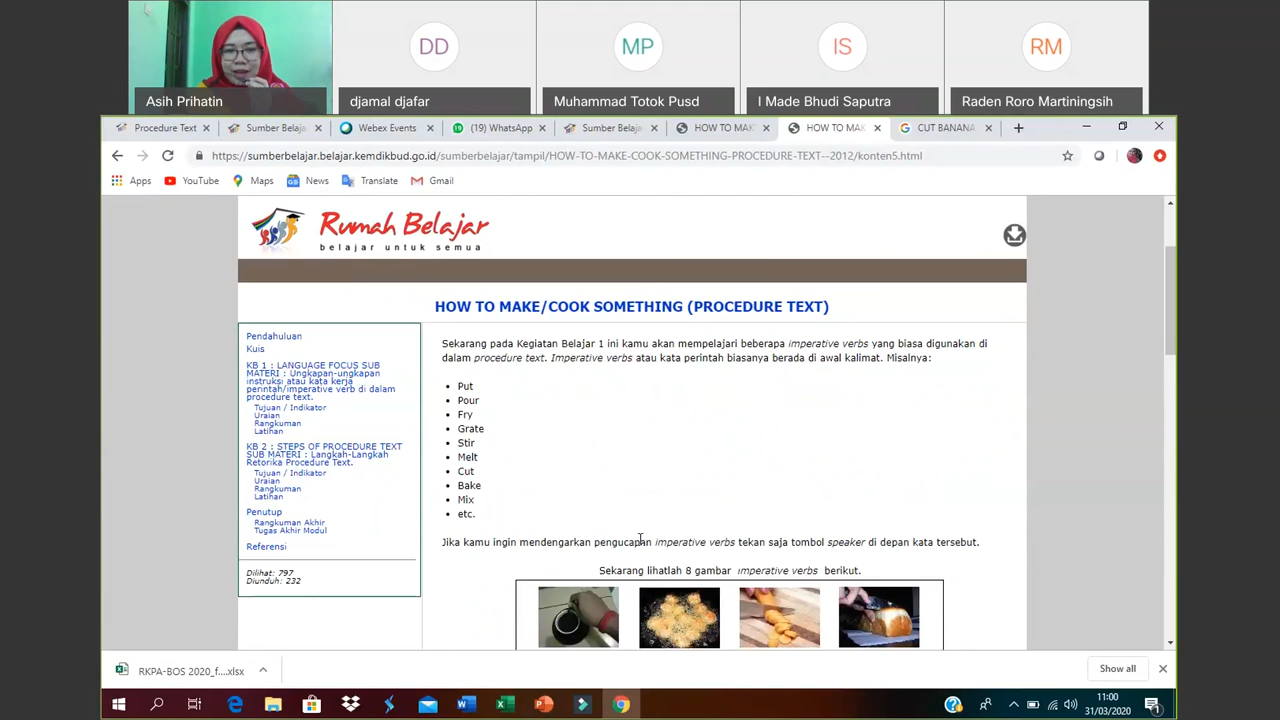 DD
MP
IS
RM
Asih Prihatin
djamal djafar
Muhammad Totok Pusd
I Made Bhudi Saputra
Raden Roro Martiningsih
Procedure Text
Sumber Belaja
Webex Events
(19) WhatsApp
Sumber Belaja
HOW TO MAK
HOW TO MAK
CUT BANANA
https://sumberbelajar.belajar.kemdikbud.go.id/sumberbelajar/tampil/HOW-TO-MAKE-COOK-SOMETHING-PROCEDURE-TEXT--2012/konten5.html
Apps
YouTube
Maps
News
Translate
Gmail
Rumah Belajar
belajar untuk semua
HOW TO MAKE/COOK SOMETHING (PROCEDURE TEXT)
Pendahuluan
Kuis
KB 1 : LANGUAGE FOCUS SUB
MATERI : Ungkapan-ungkapan
instruksi atau kata kerja
perintah/imperative verb di dalam
procedure text.
Tujuan / Indikator
Uraian
Rangkuman
Latihan
KB 2 : STEPS OF PROCEDURE TEXT
SUB MATERI : Langkah-Langkah
Retorika Procedure Text.
Tujuan / Indikator
Uraian
Rangkuman
Latihan
Penutup
Rangkuman Akhir
Tugas Akhir Modul
Referensi
Dilihat: 797
Diunduh: 232
Sekarang pada Kegiatan Belajar 1 ini kamu akan mempelajari beberapa imperative verbs yang biasa digunakan di
dalam procedure text. Imperative verbs atau kata perintah biasanya berada di awal kalimat. Misalnya:
Put
Pour
Fry
Grate
Stir
Melt
Cut
Bake
Mix
etc.
Jika kamu ingin mendengarkan pengucapan imperative verbs tekan saja tombol speaker di depan kata tersebut.
Sekarang lihatlah 8 gambar imperative verbs berikut.
RKPA-BOS 2020_f....xlsx
Show all
11:00
31/03/2020